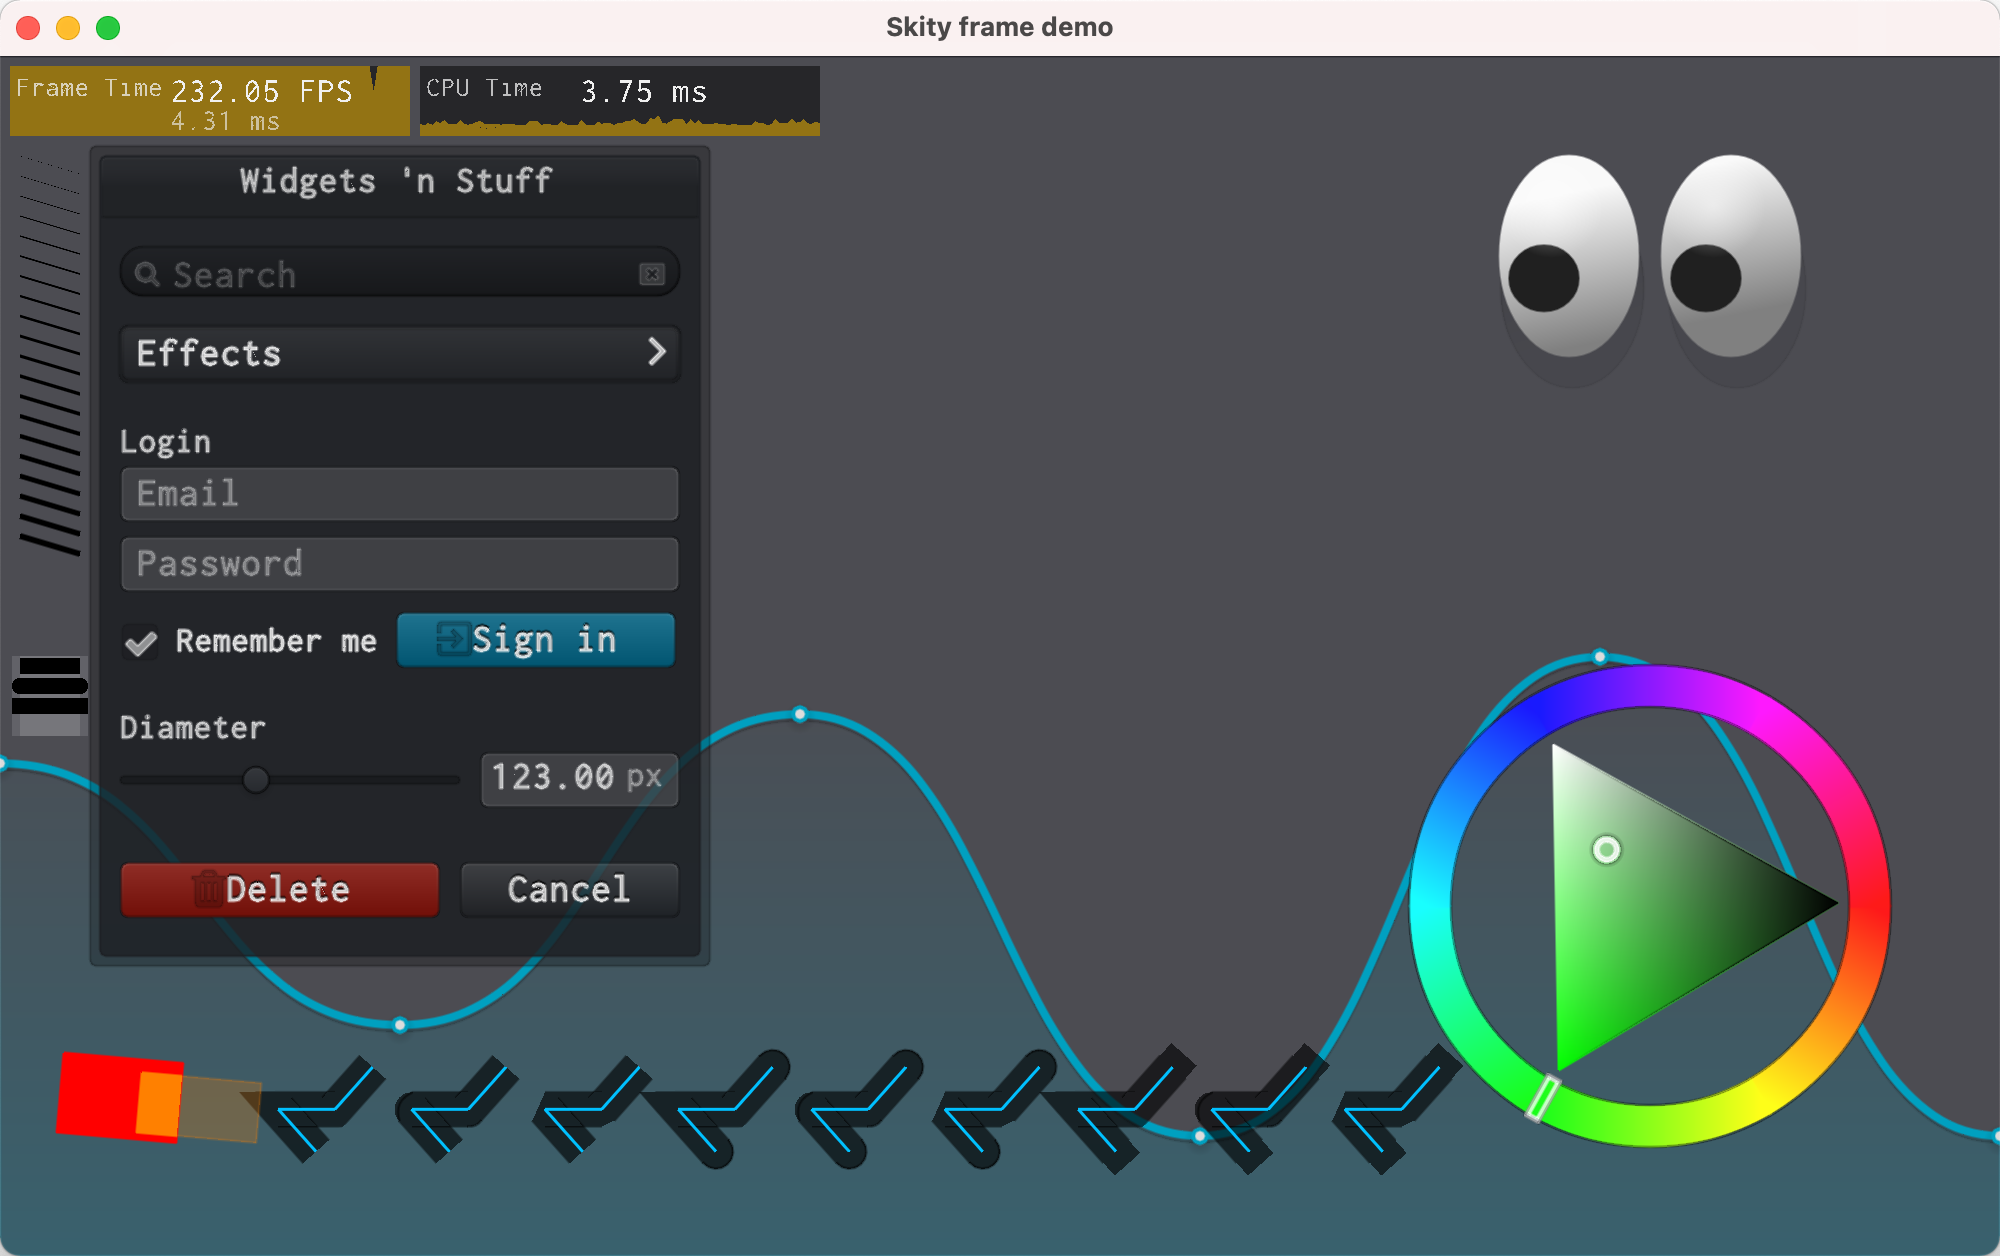 Skity frame demo
Frame Time 232.05 FPS
4.31 ms
CPU Time 3.75 ms
Widgets 'n Stuff
Search
Effects
Login
Email
Password
Remember me
Sign in
Diameter
123.00 px
Delete
Cancel